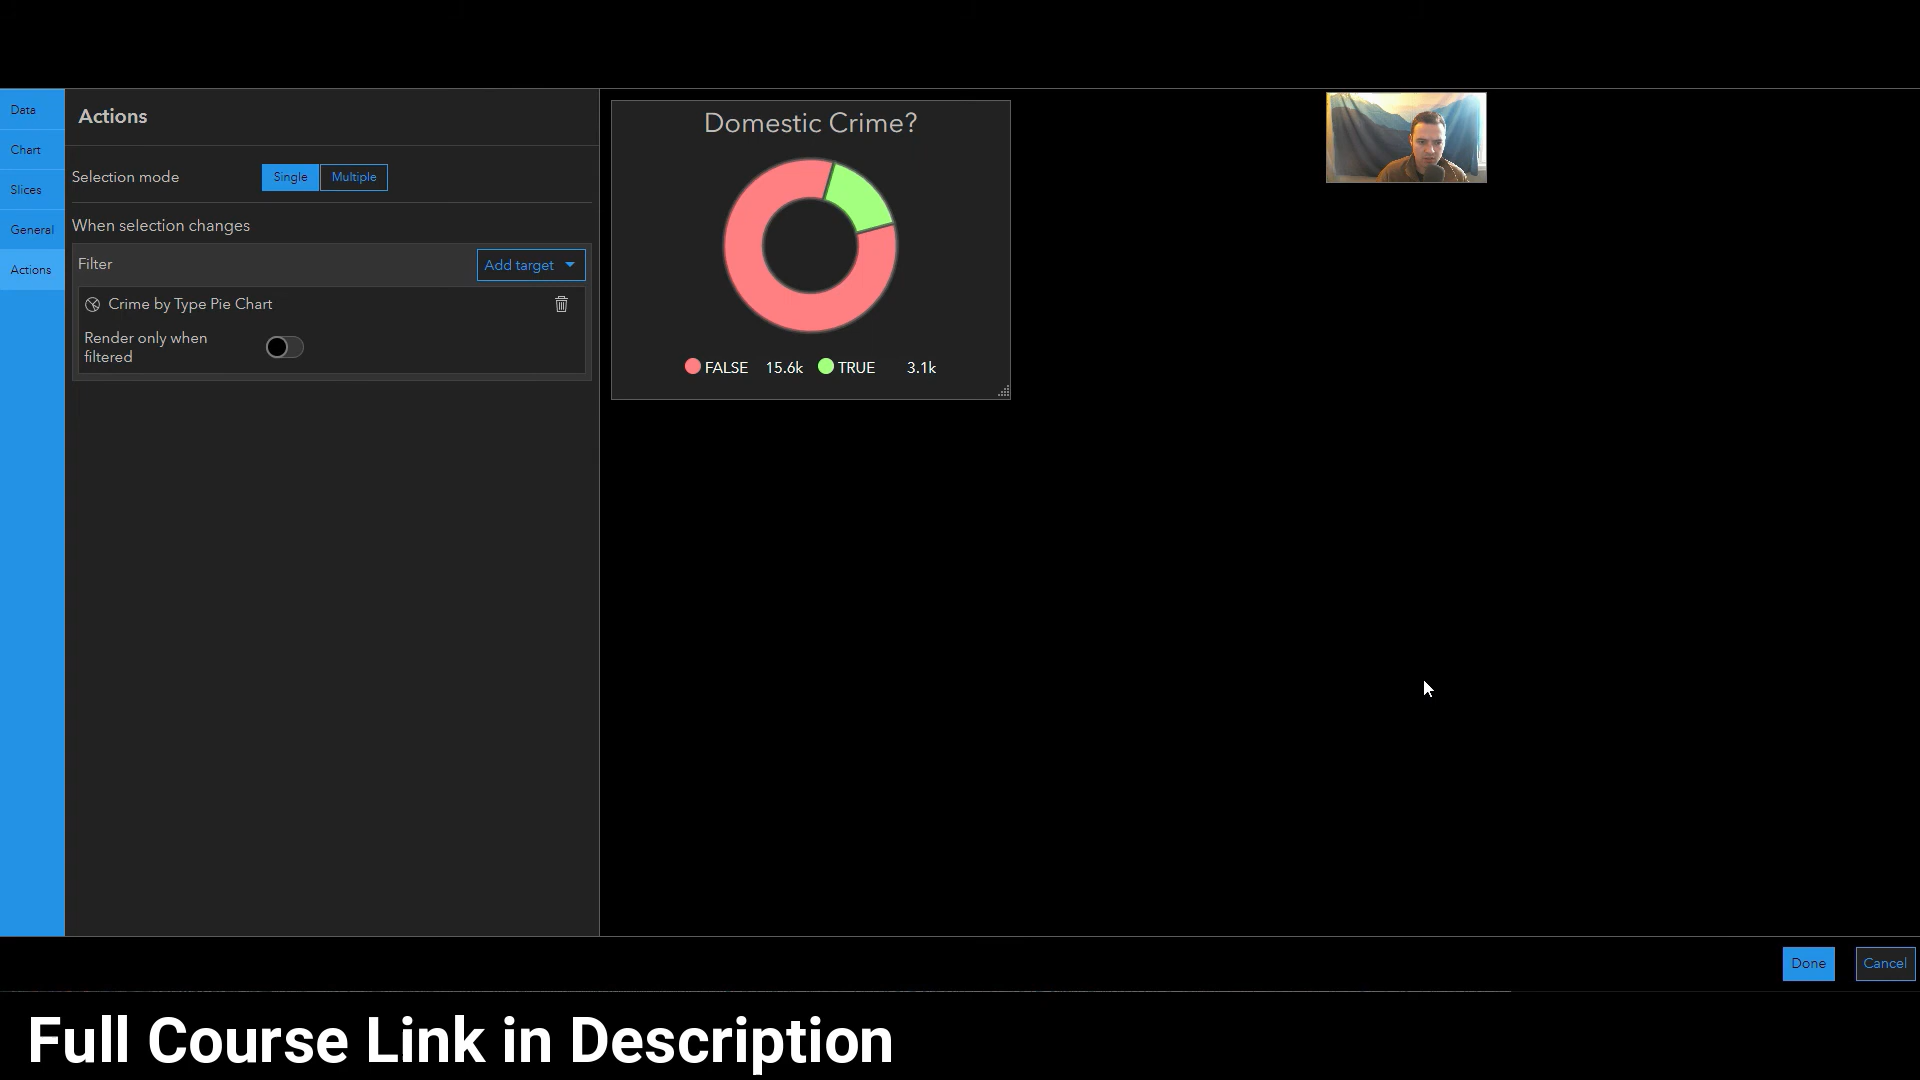 Data
Chart
Slices
General
Actions
Actions
Selection mode
Single
Multiple
When selection changes
Filter
Add target
Crime by Type Pie Chart
Render only when
filtered
Domestic Crime?
FALSE 15.6k TRUE 3.1k
Done
Cancel
Full Course Link in Description